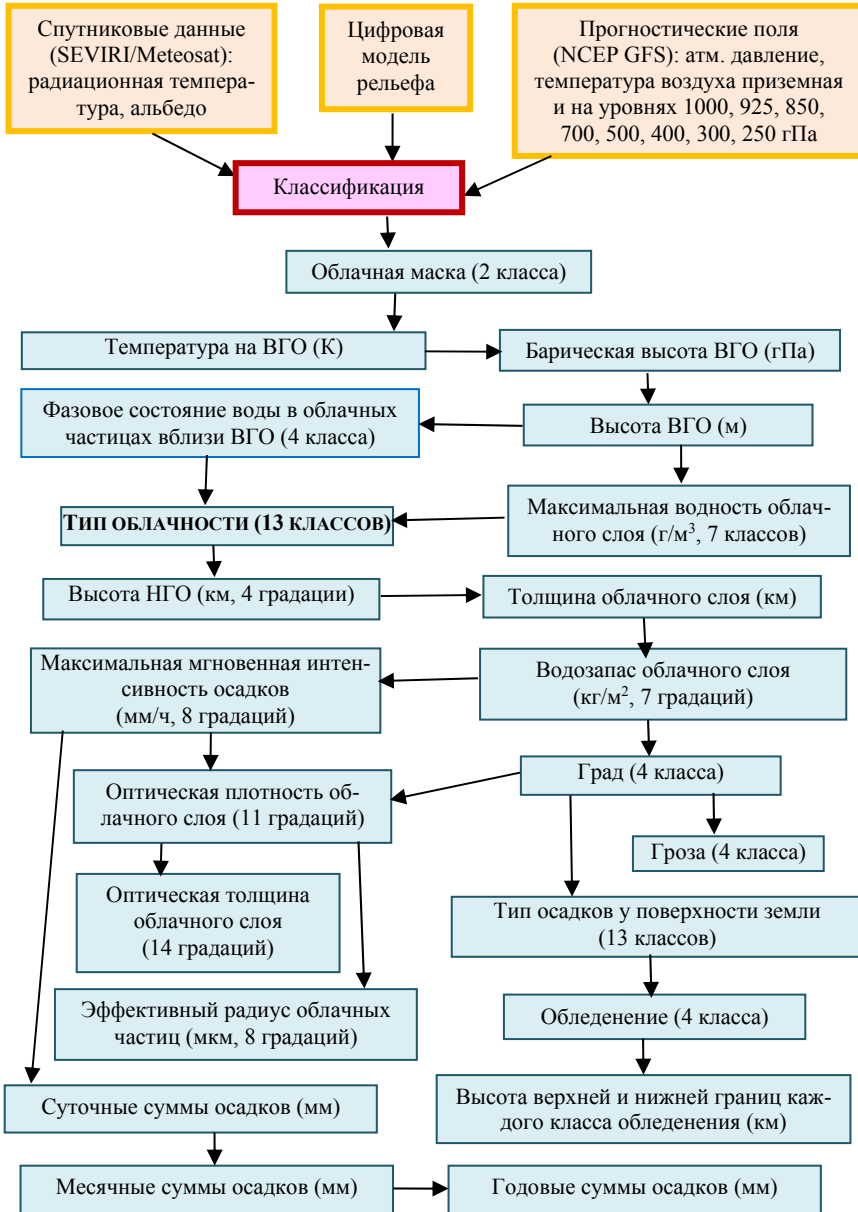 Спутниковые данные
(SEVIRI/Meteosat):
радиационная темпера-
тура, альбедо
Цифровая
модель
рельефа
Прогностические поля
(NCEP GFS): атм. давление,
температура воздуха приземная
и на уровнях 1000, 925, 850,
700, 500, 400, 300, 250 гПа
Классификация
Облачная маска (2 класса)
Температура на ВГО (К)
Барическая высота ВГО (гПа)
Фазовое состояние воды в облачных
частицах вблизи ВГО (4 класса)
Высота ВГО (м)
Максимальная водность облач-
ного слоя (г/м³, 7 классов)
ТИП ОБЛАЧНОСТИ (13 КЛАССОВ)
Высота НГО (км, 4 градации)
Толщина облачного слоя (км)
Максимальная мгновенная интен-
сивность осадков
(мм/ч, 8 градаций)
Водозапас облачного слоя
(кг/м², 7 градаций)
Оптическая плотность об-
лачного слоя (11 градаций)
Град (4 класса)
Гроза (4 класса)
Оптическая толщина
облачного слоя
(14 градаций)
Тип осадков у поверхности земли
(13 классов)
Эффективный радиус облачных
частиц (мкм, 8 градаций)
Обледенение (4 класса)
Суточные суммы осадков (мм)
Высота верхней и нижней границ каж-
дого класса обледенения (км)
Месячные суммы осадков (мм)
Годовые суммы осадков (мм)